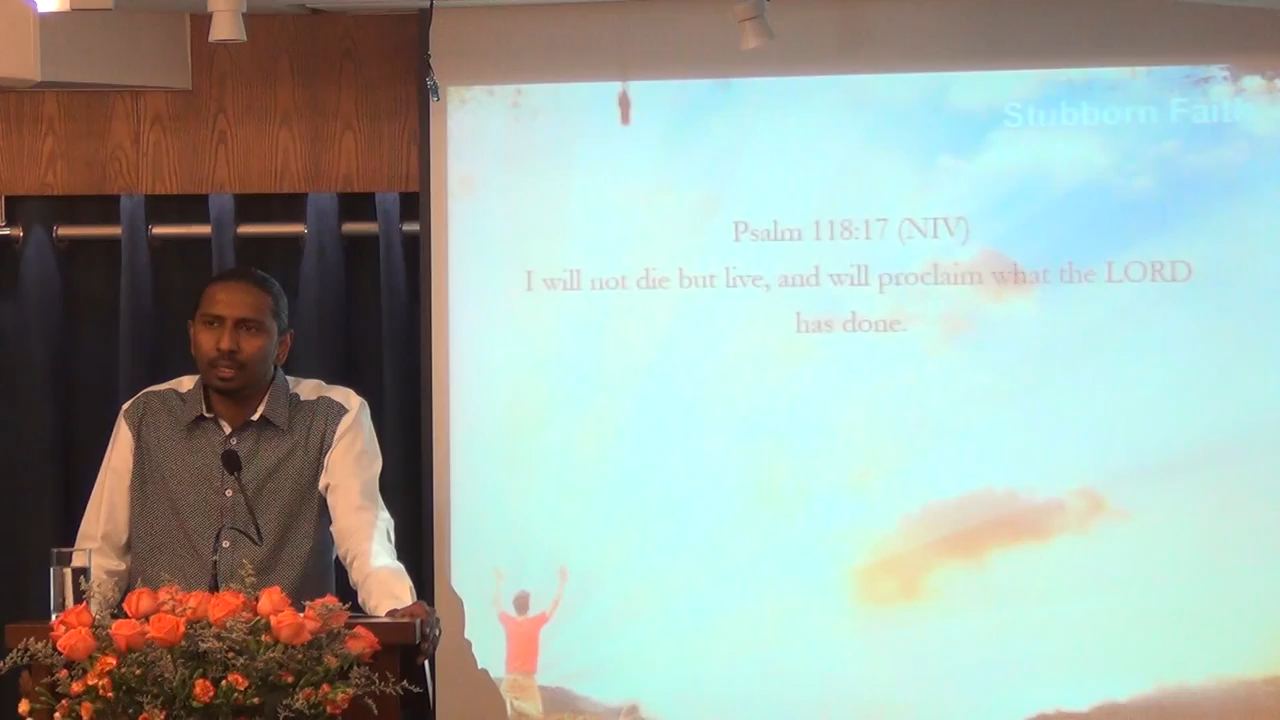 Stubborn Faith
Psalm 118:17 (NIV)
I will not die but live, and will proclaim what the LORD
has done.